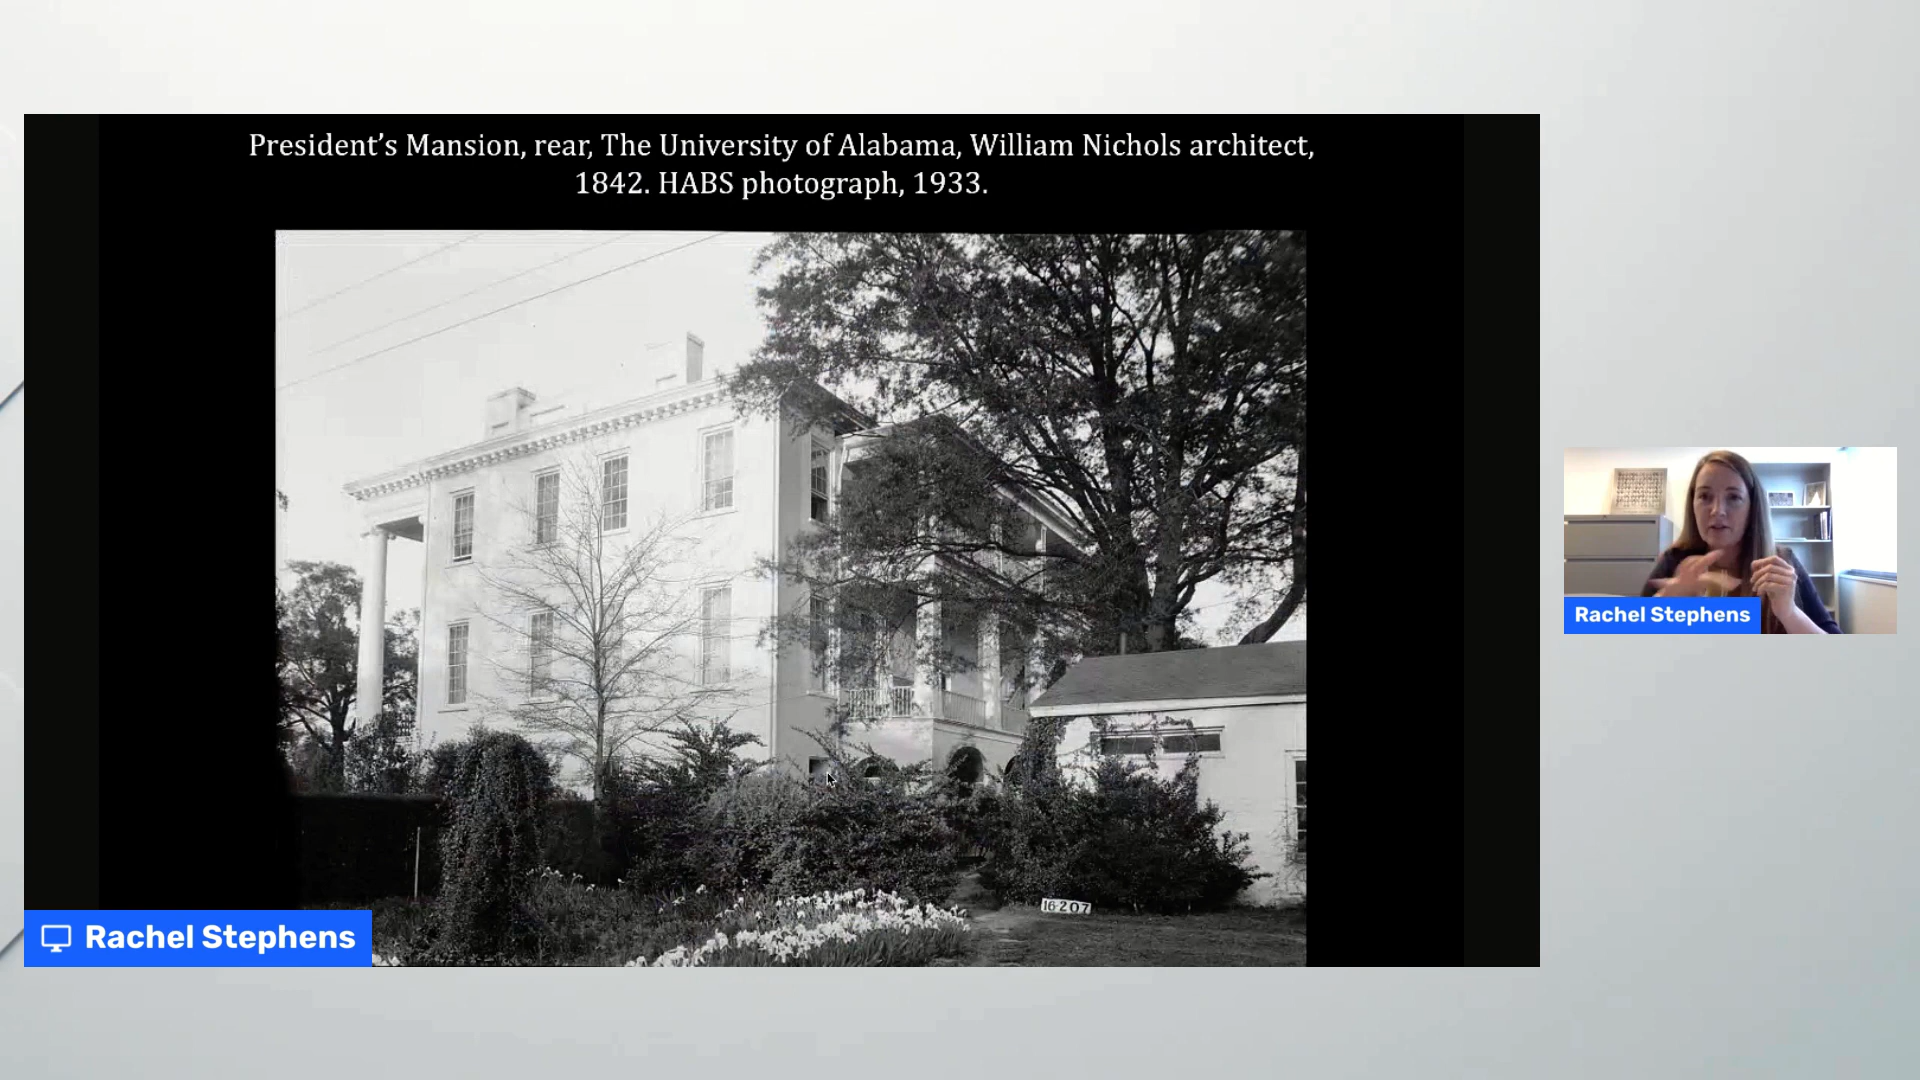 President’s Mansion, rear, The University of Alabama, William Nichols architect,
1842. HABS photograph, 1933.
16207
Rachel Stephens
Rachel Stephens